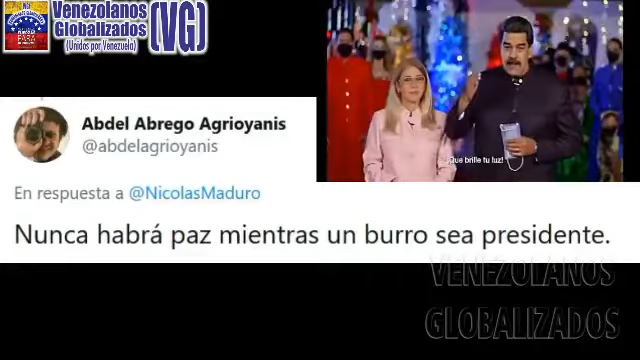 Venezolanos
Globalizados
(Unidos por Venezuela)
(VG)
¡Que brille tu luz!
Abdel Abrego Agrioyanis
@abdelagrioyanis
En respuesta a @NicolasMaduro
Nunca habrá paz mientras un burro sea presidente.
VENEZOLANOS
GLOBALIZADOS